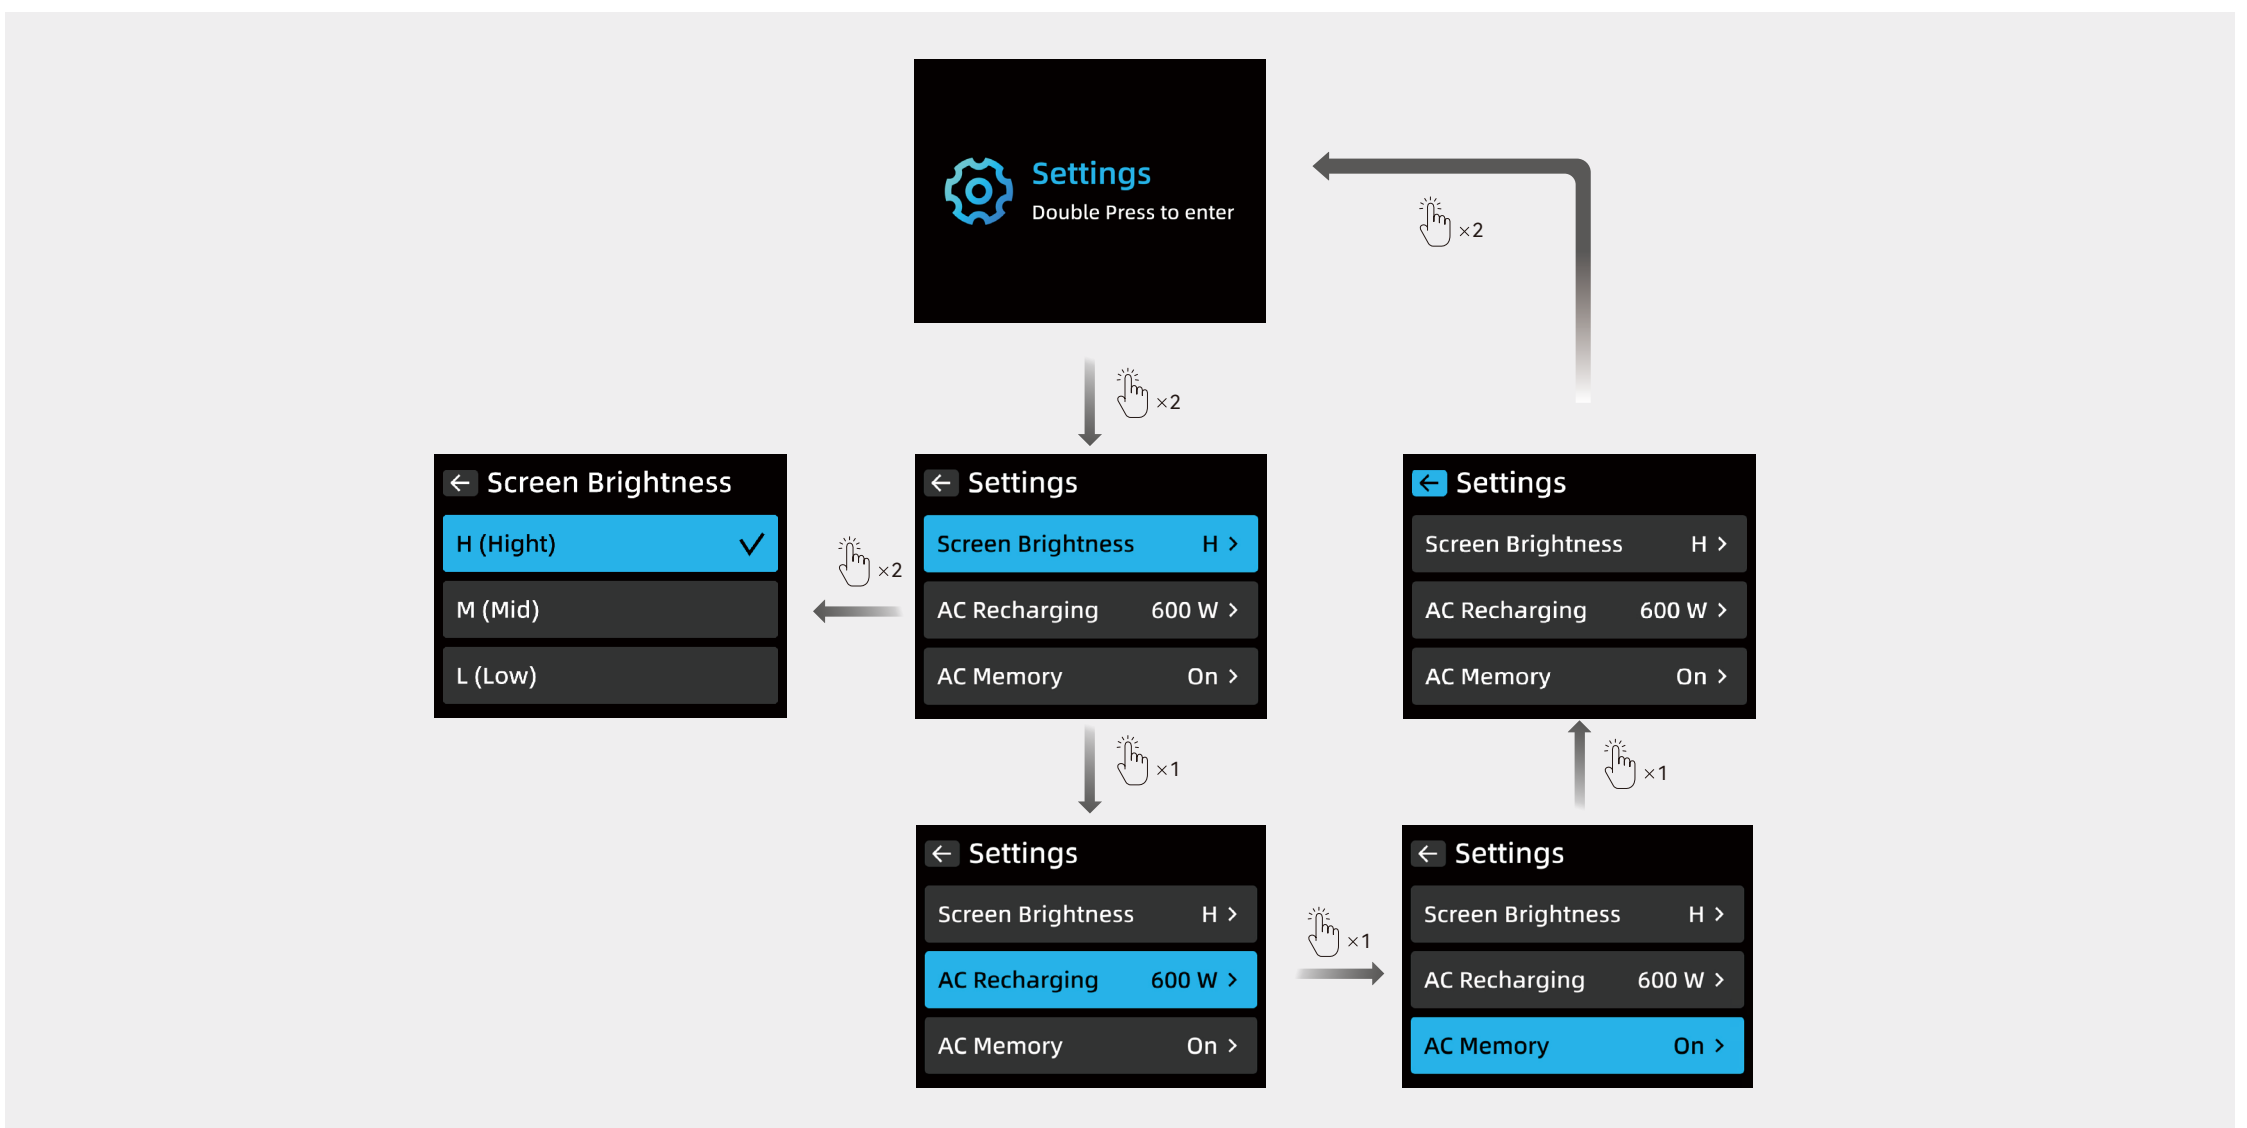 Settings
Double Press to enter
×2
×2
Screen Brightness
H (Hight)
M (Mid)
L (Low)
×2
Settings
Screen Brightness H >
AC Recharging 600 W >
AC Memory On >
Settings
Screen Brightness H >
AC Recharging 600 W >
AC Memory On >
×1
×1
Settings
Screen Brightness H >
AC Recharging 600 W >
AC Memory On >
×1
Settings
Screen Brightness H >
AC Recharging 600 W >
AC Memory On >